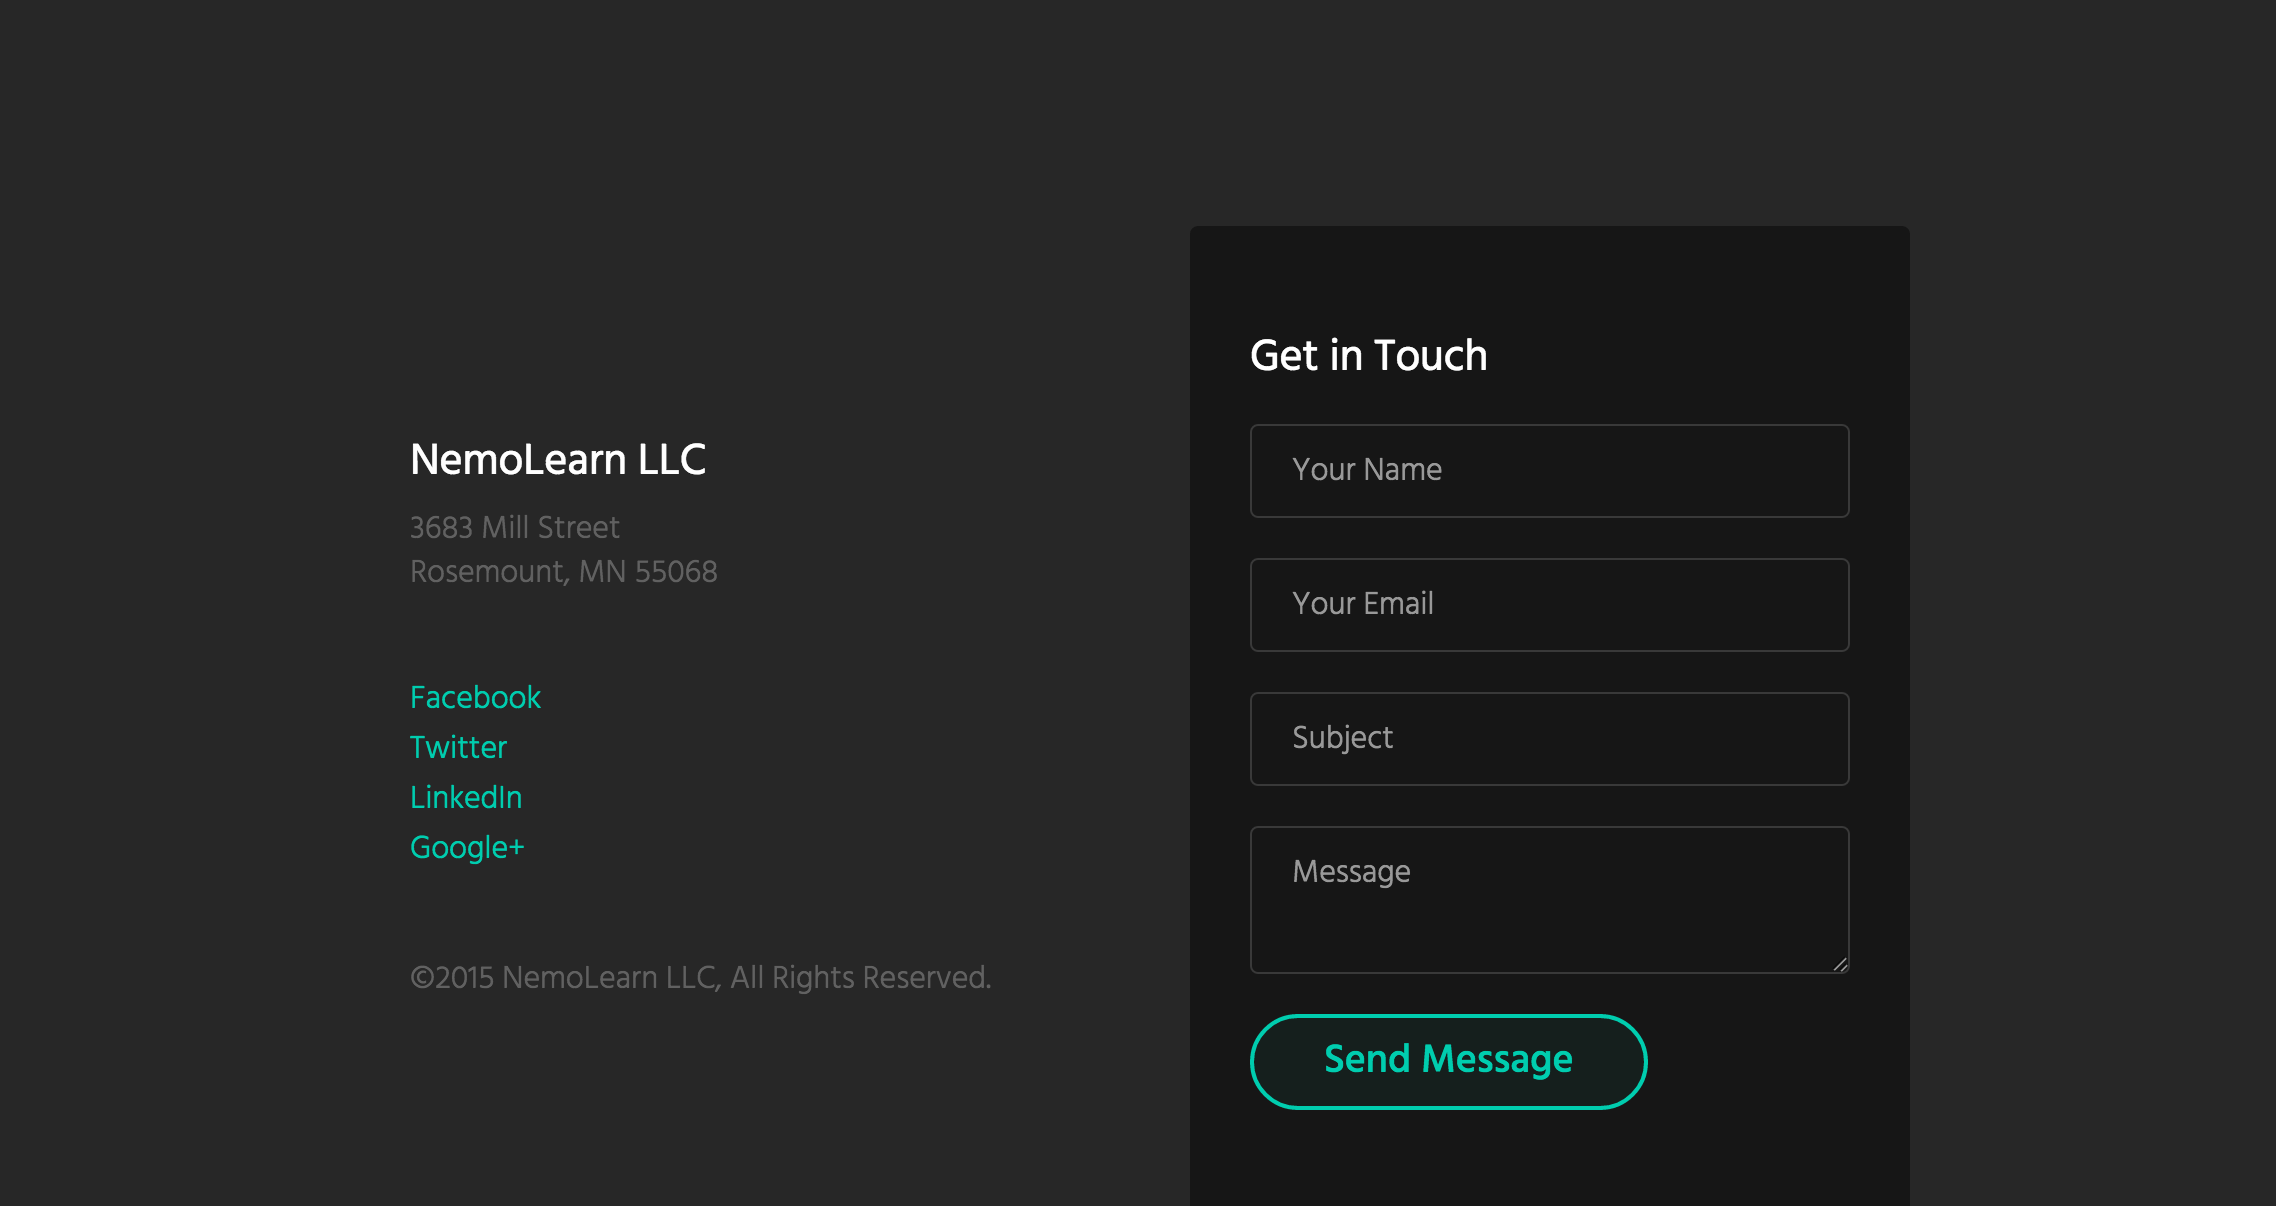 NemoLearn LLC
3683 Mill Street
Rosemount, MN 55068
Facebook
Twitter
LinkedIn
Google+
©2015 NemoLearn LLC, All Rights Reserved.
Get in Touch
Your Name
Your Email
Subject
Message
Send Message